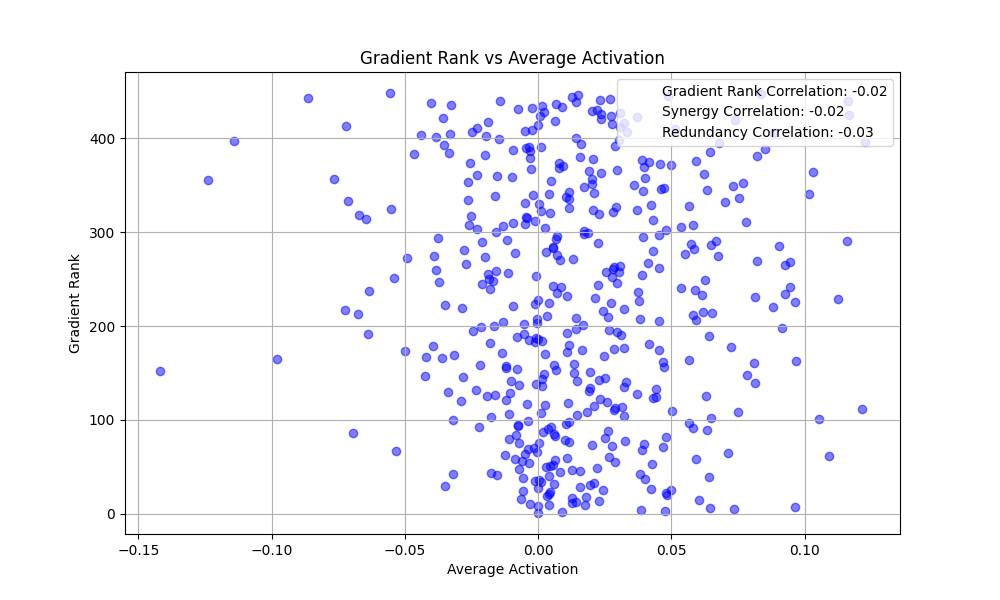 Gradient Rank vs Average Activation
Gradient Rank Correlation: -0.02
Synergy Correlation: -0.02
Redundancy Correlation: -0.03
400
300
200
100
0
Gradient Rank
−0.15
−0.10
−0.05
0.00
0.05
0.10
Average Activation